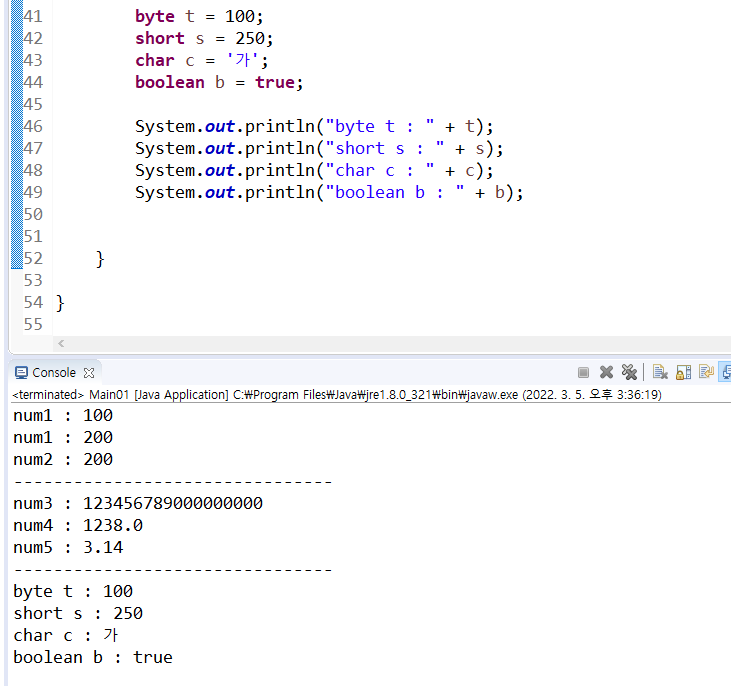 41 byte t = 100;
42 short s = 250;
43 char c = '가';
44 boolean b = true;
45
46 System.out.println("byte t : " + t);
47 System.out.println("short s : " + s);
48 System.out.println("char c : " + c);
49 System.out.println("boolean b : " + b);
50
51
52 }
53
54 }
55
Console
<terminated> Main01 [Java Application] C:₩Program Files₩Java₩jre1.8.0_321₩bin₩javaw.exe (2022. 3. 5. 오후 3:36:19)
num1 : 100
num1 : 200
num2 : 200
--------------------------------
num3 : 123456789000000000
num4 : 1238.0
num5 : 3.14
--------------------------------
byte t : 100
short s : 250
char c : 가
boolean b : true